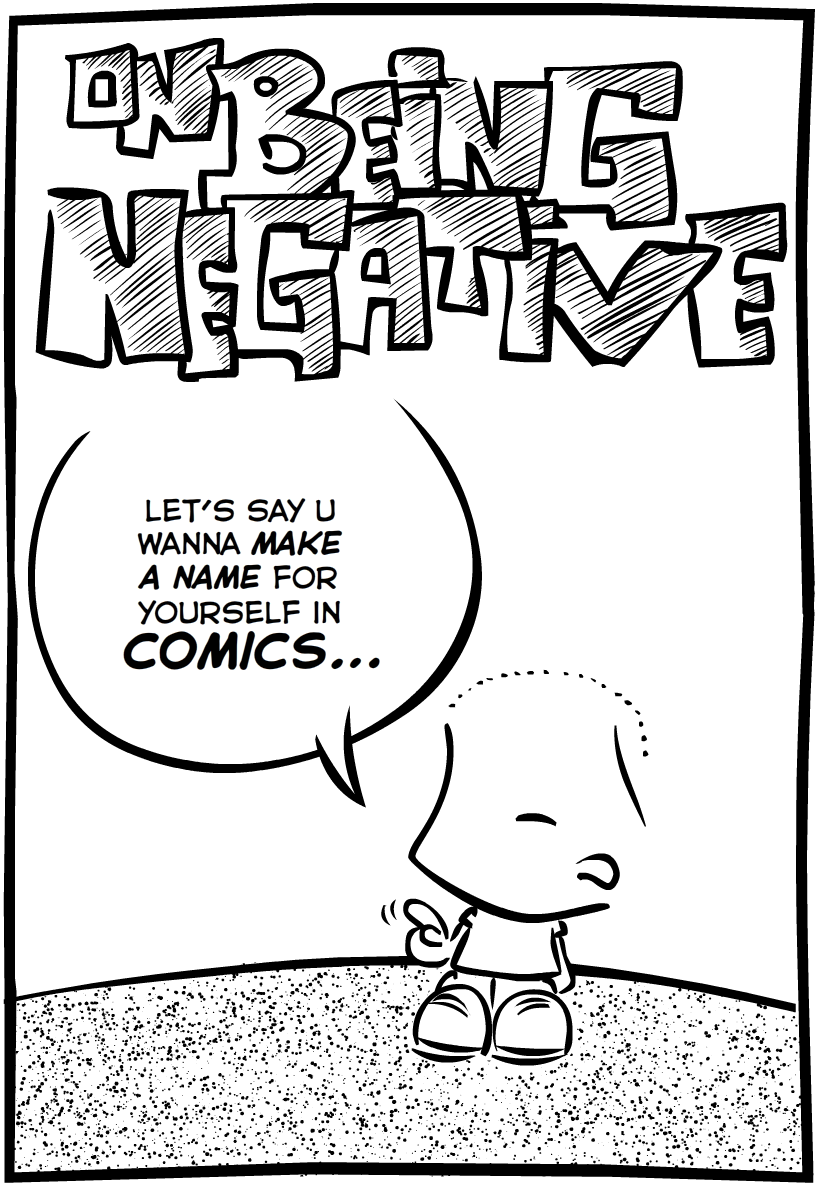 ON BEING
NEGATIVE
LET'S SAY U
WANNA MAKE
A NAME FOR
YOURSELF IN
COMICS...